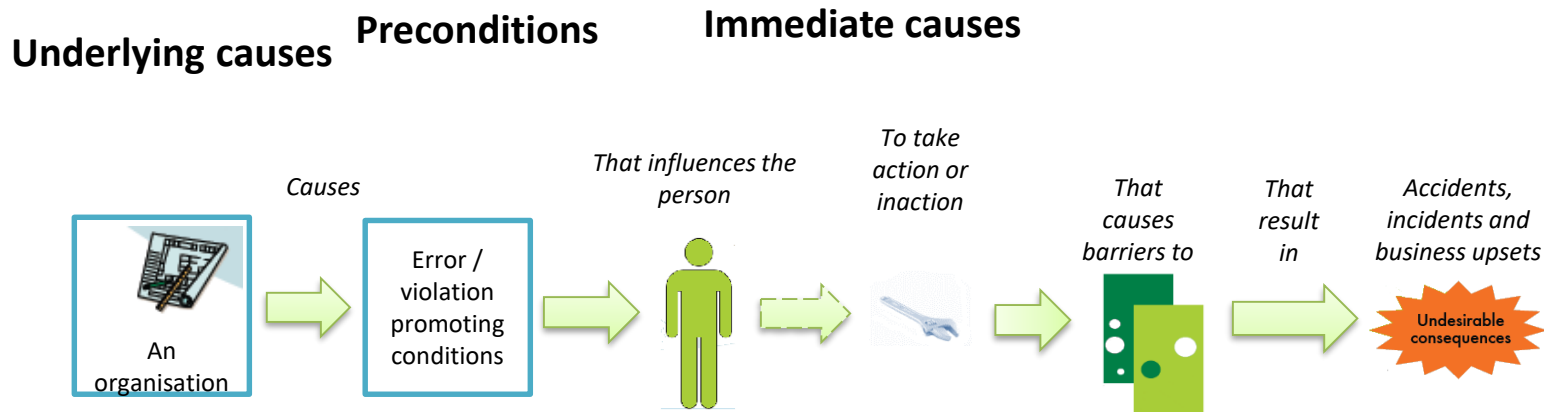 Underlying causes
Preconditions
Immediate causes
Causes
An
organisation
Error /
violation
promoting
conditions
That influences the
person
To take
action or
inaction
That
causes
barriers to
That
result
in
Accidents,
incidents and
business upsets
Undesirable
consequences